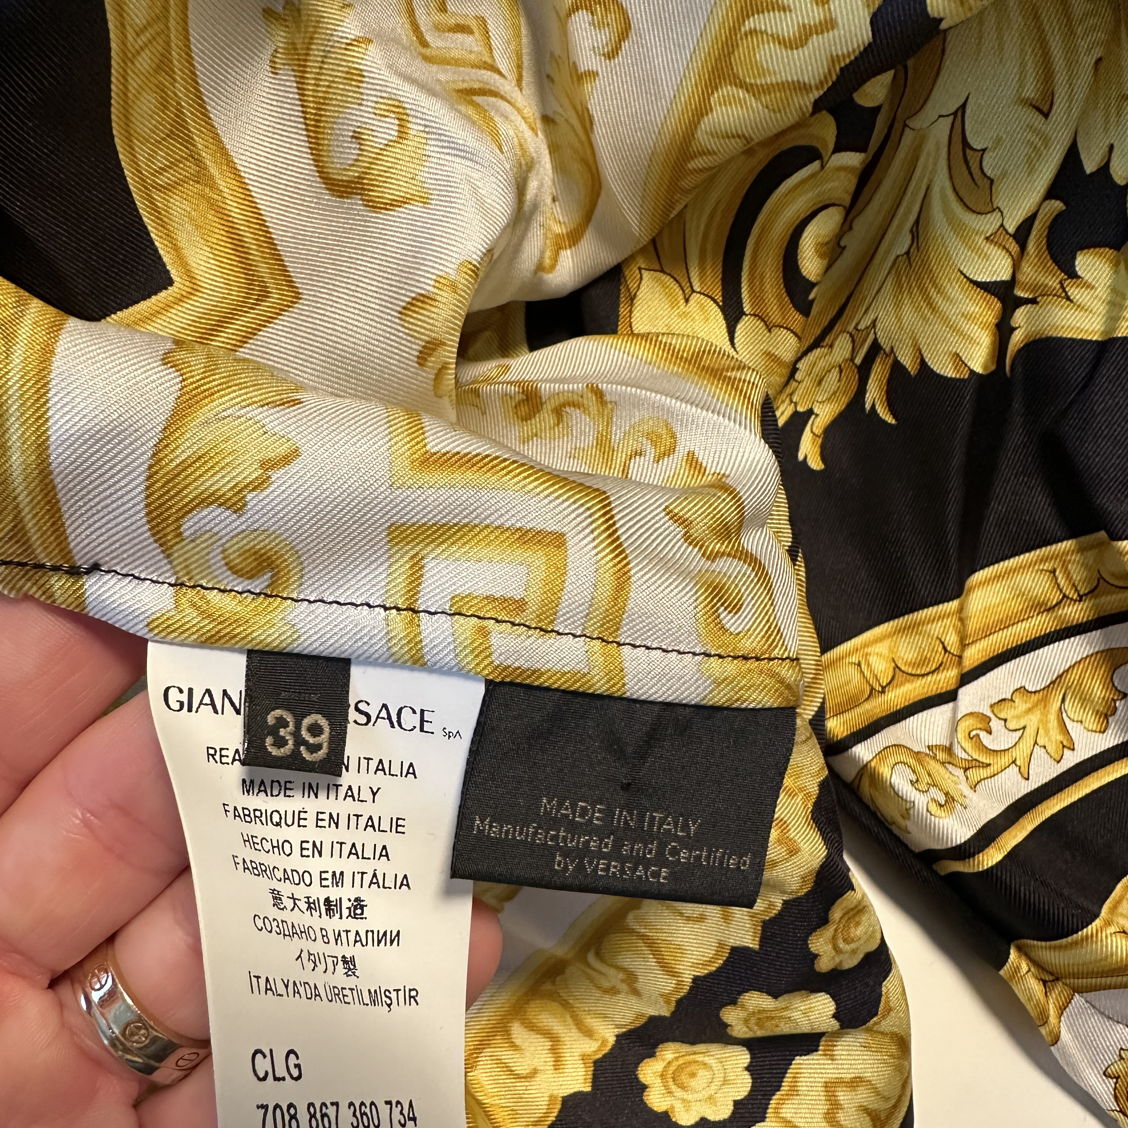 GIAN SACE SpA
39
REA N ITALIA
MADE IN ITALY
FABRIQUÉ EN ITALIE
HECHO EN ITALIA
FABRICADO EM ITÁLIA
意大利制造
СОЗДАНО В ИТАЛИИ
イタリア製
İTALYA'DA ÜRETİLMİŞTİR
CLG
708 867 360 734
MADE IN ITALY
Manufactured and Certified
by VERSACE